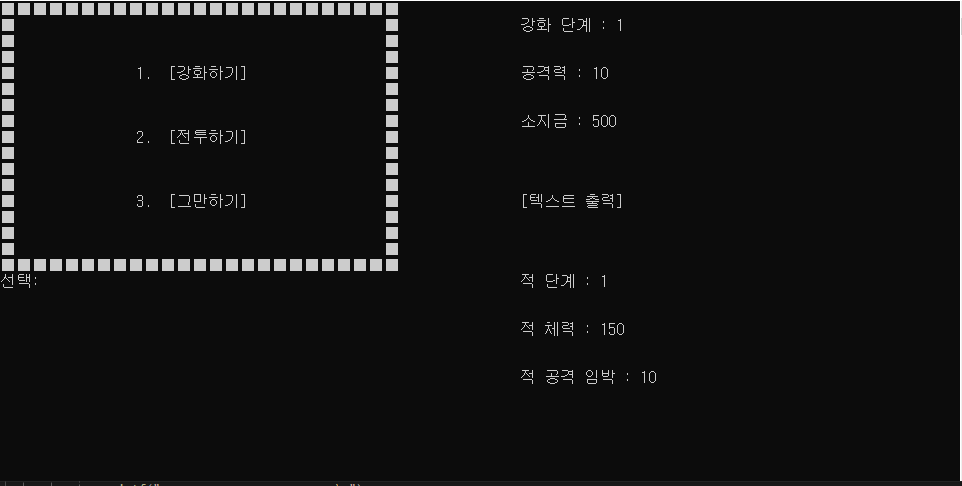 강화 단계 : 1
1. [강화하기]
공격력 : 10
소지금 : 500
2. [전투하기]
3. [그만하기]
[텍스트 출력]
선택:
적 단계 : 1
적 체력 : 150
적 공격 임박 : 10